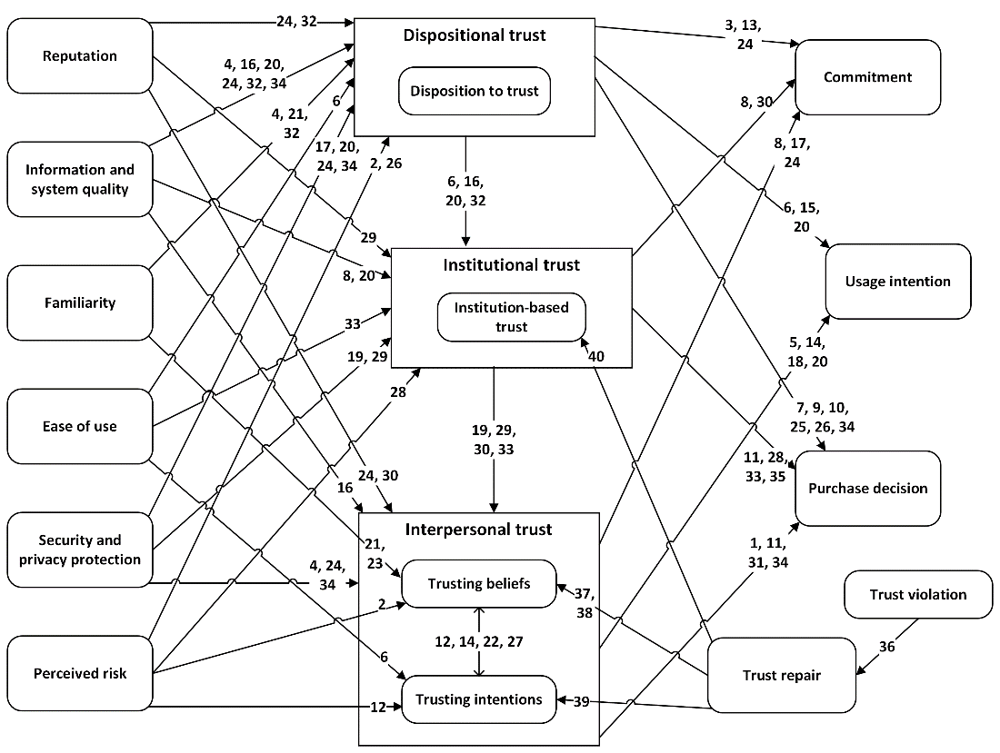 Reputation
Information and
system quality
Familiarity
Ease of use
Security and
privacy protection
Perceived risk
24, 32
4, 16, 20,
24, 32, 34
4, 21,
32
6
17, 20,
24, 34
2, 26
29
8, 20
33
19, 29
28
24, 30
16
21,
23
4, 24,
34
2
6
12
Dispositional trust
Disposition to trust
6, 16,
20, 32
Institutional trust
Institution-based
trust
40
19, 29,
30, 33
Interpersonal trust
Trusting beliefs
12, 14, 22, 27
Trusting intentions
3, 13,
24
8, 30
8, 17,
24
6, 15,
20
5, 14,
18, 20
7, 9, 10,
25, 26, 34
11, 28,
33, 35
1, 11,
31, 34
37,
38
39
36
Commitment
Usage intention
Purchase decision
Trust violation
Trust repair